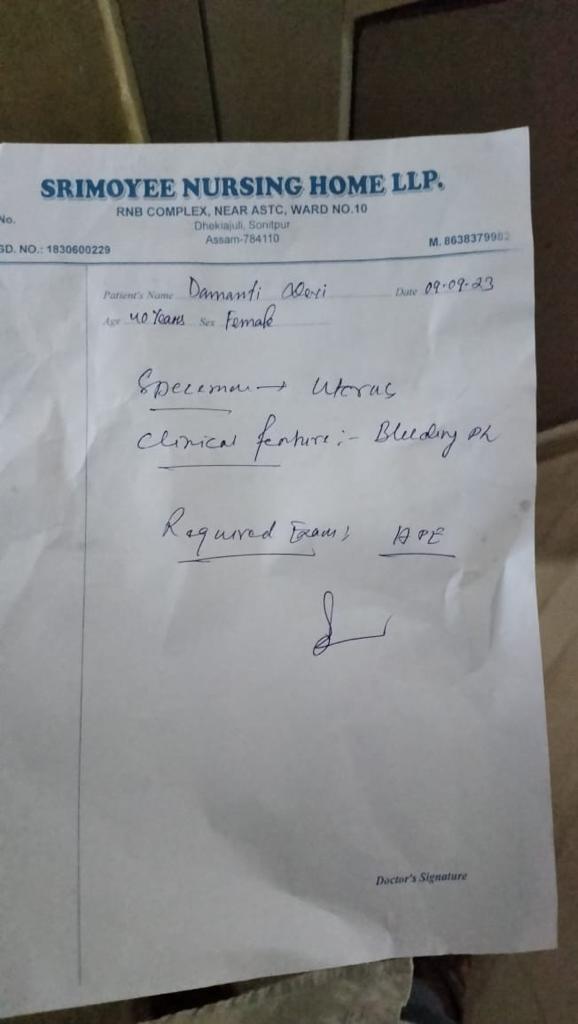 SRIMOYEE NURSING HOME LLP.
RNB COMPLEX, NEAR ASTC, WARD NO.10
Dhekiajuli, Sonitpur
Assam-784110
No.
GD. NO.: 1830600229
M. 8638379982
Patient's Name Damanti Devi Date 09.09.23
Age 40 Years Sex Female
Specimen → Uterus
Clinical feature :- Bleeding
Required Exam;
Doctor's Signature